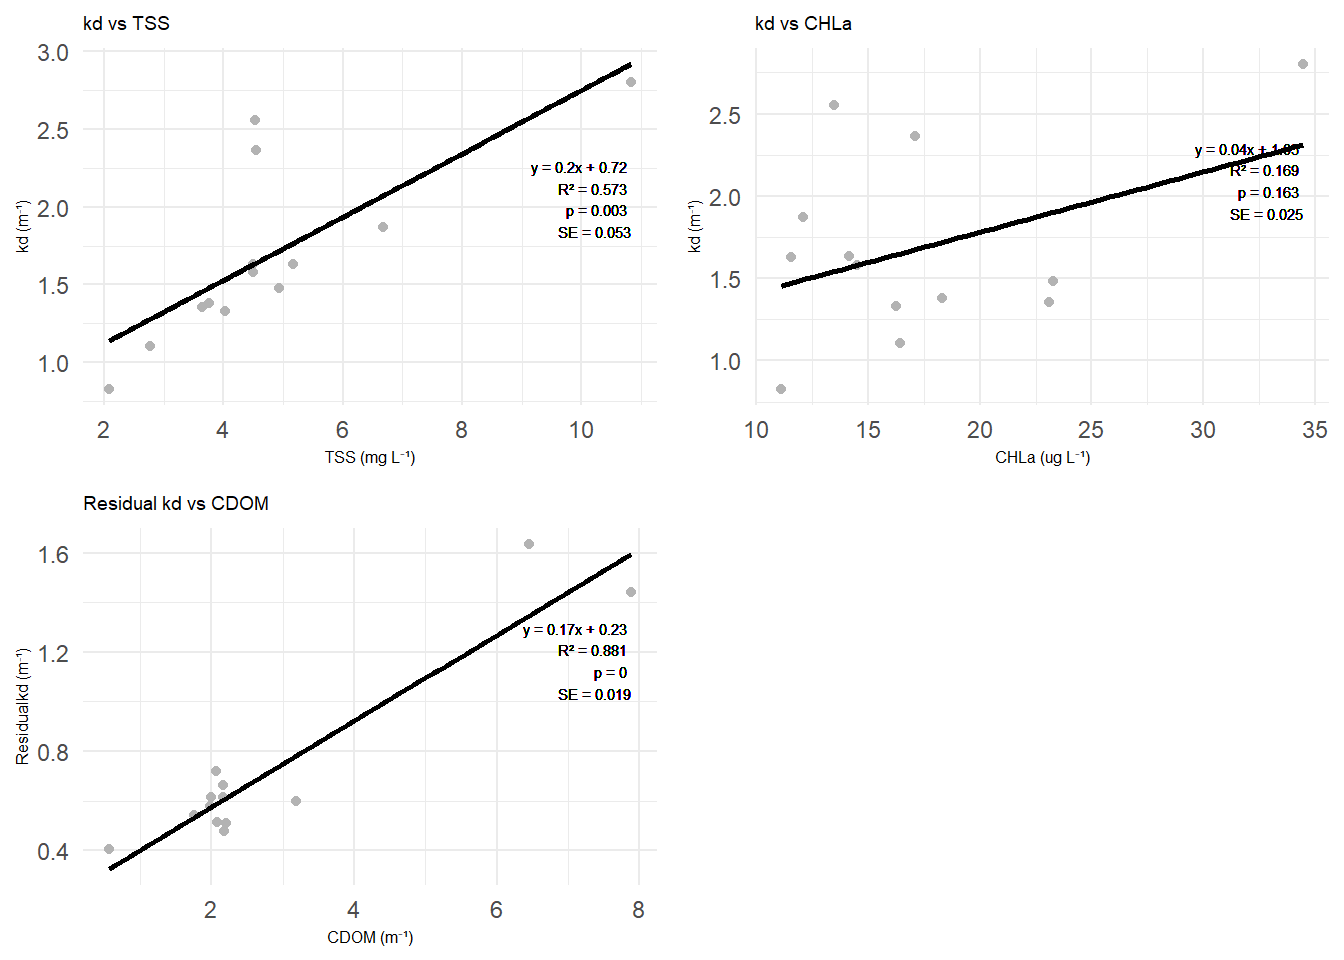 kd vs TSS
3.0
2.5
2.0
1.5
1.0
kd (m⁻¹)
y = 0.2x + 0.72
R² = 0.573
p = 0.003
SE = 0.053
2 4 6 8 10
TSS (mg L⁻¹)
kd vs CHLa
2.5
2.0
1.5
1.0
kd (m⁻¹)
y = 0.04x +
R² = 0.169
p = 0.163
SE = 0.025
10 15 20 25 30 35
CHLa (ug L⁻¹)
Residual kd vs CDOM
1.6
1.2
0.8
0.4
Residualkd (m⁻¹)
y = 0.17x + 0.23
R² = 0.881
p = 0
SE = 0.019
2 4 6 8
CDOM (m⁻¹)